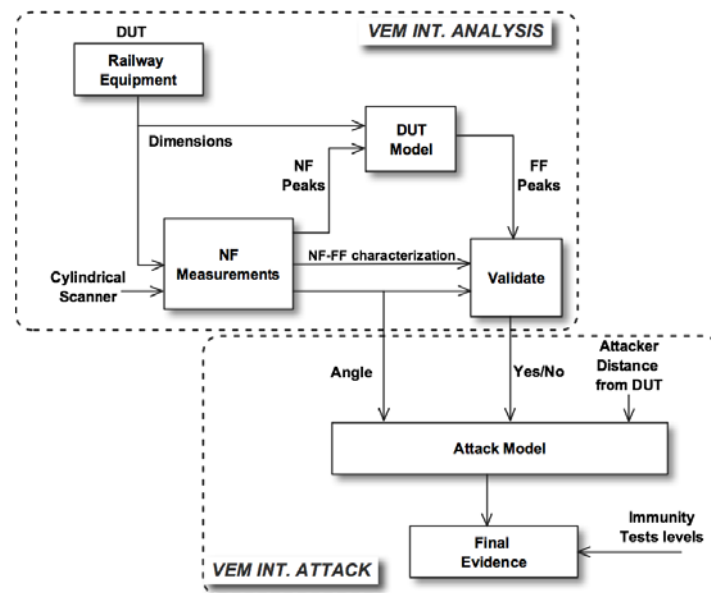 VEM INT. ANALYSIS
DUT
Railway
Equipment
Dimensions
DUT
Model
NF
Peaks
FF
Peaks
NF
Measurements
NF-FF characterization
Validate
Cylindrical
Scanner
Angle
Yes/No
Attacker
Distance
from DUT
Attack Model
Immunity
Tests levels
Final
Evidence
VEM INT. ATTACK